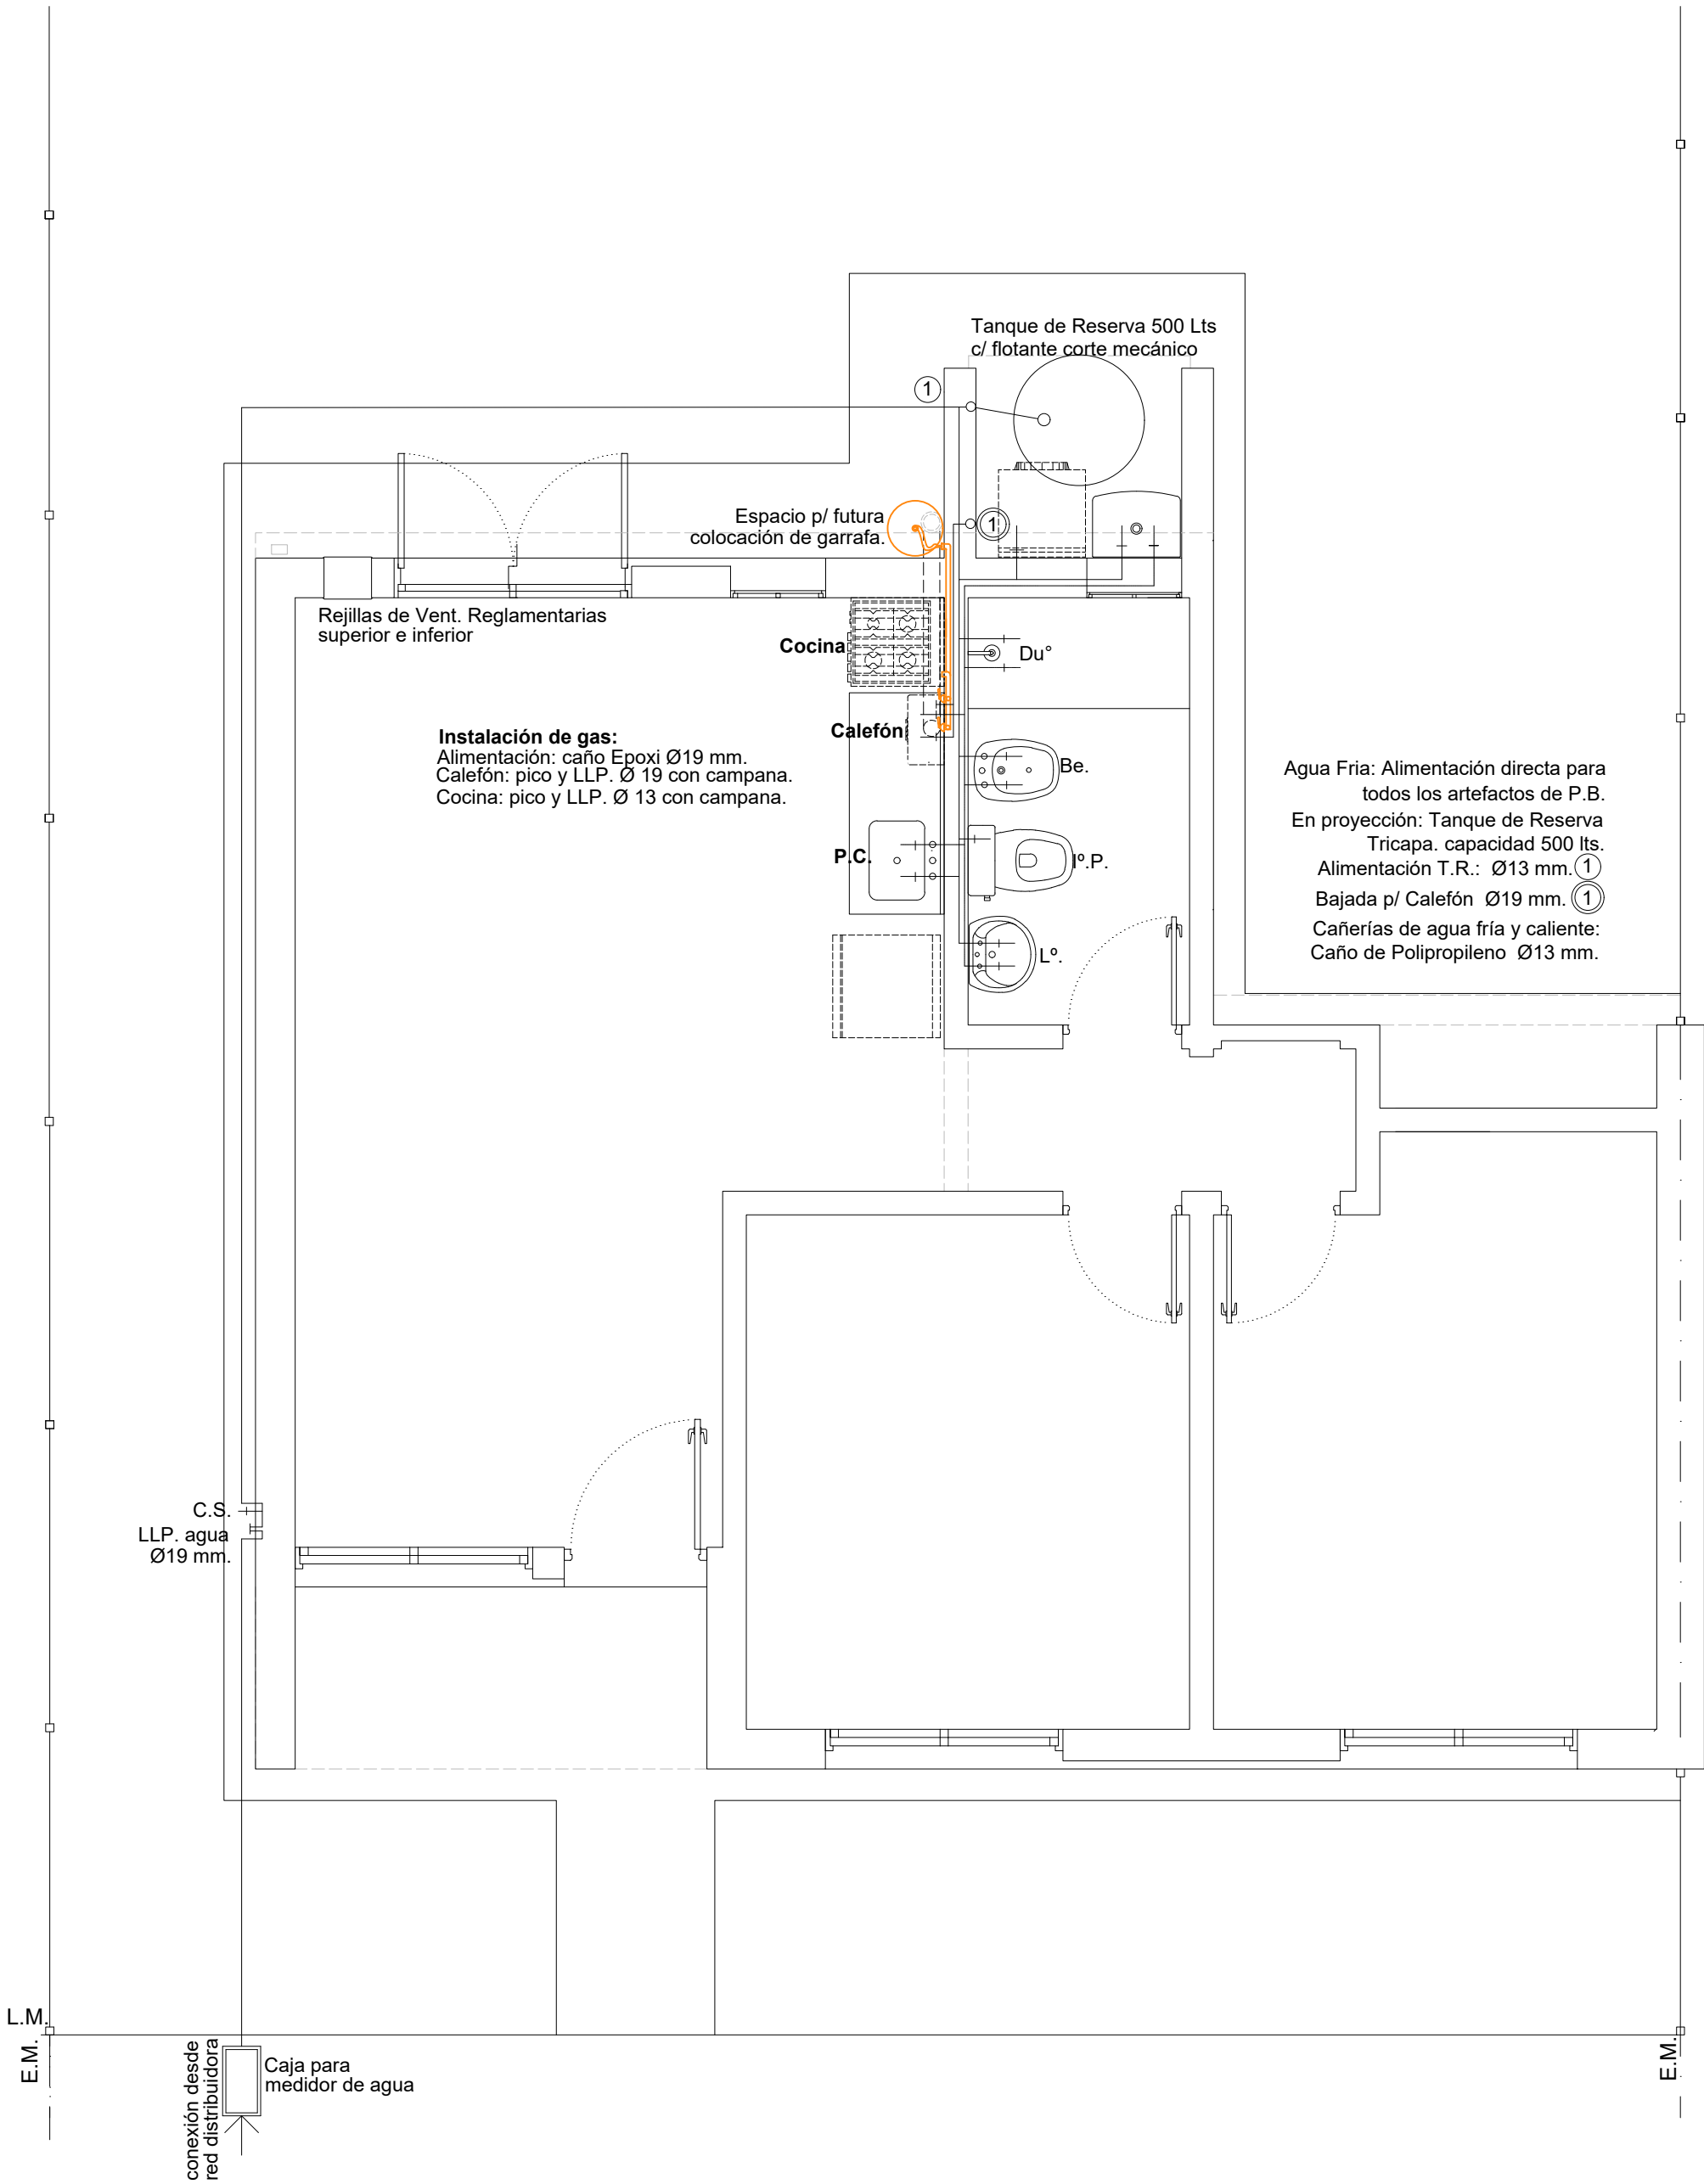 Tanque de Reserva 500 Lts
c/ flotante corte mecánico
1
Espacio p/ futura
colocación de garrafa.
1
Rejillas de Vent. Reglamentarias
superior e inferior
Cocina
Du°
Calefón
Instalación de gas:
Alimentación: caño Epoxi Ø19 mm.
Calefón: pico y LLP. Ø 19 con campana.
Cocina: pico y LLP. Ø 13 con campana.
Be.
P.C.
Iº.P.
Lº.
Agua Fria: Alimentación directa para
todos los artefactos de P.B.
En proyección: Tanque de Reserva
Tricapa. capacidad 500 lts.
Alimentación T.R.: Ø13 mm. 1
Bajada p/ Calefón Ø19 mm. 1
Cañerías de agua fría y caliente:
Caño de Polipropileno Ø13 mm.
C.S.
LLP. agua
Ø19 mm.
L.M.
E.M.
conexión desde
red distribuidora
Caja para
medidor de agua
E.M.